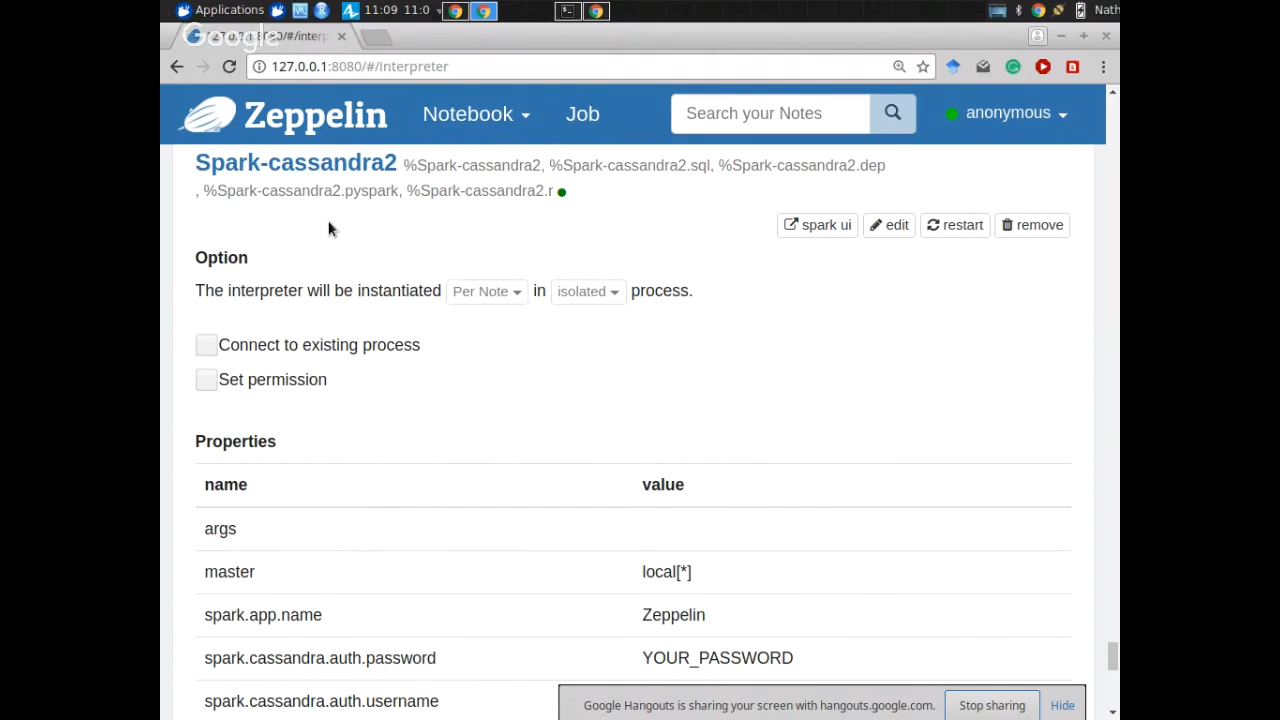 Applications 11:09 11:0 Nath
Google
127.0.0.1:8080/#/interpreter
Zeppelin Notebook Job Search your Notes anonymous
Spark-cassandra2 %Spark-cassandra2, %Spark-cassandra2.sql, %Spark-cassandra2.dep
, %Spark-cassandra2.pyspark, %Spark-cassandra2.r
spark ui edit restart remove
Option
The interpreter will be instantiated Per Note in isolated process.
Connect to existing process
Set permission
Properties
name value
args
master local[*]
spark.app.name Zeppelin
spark.cassandra.auth.password YOUR_PASSWORD
spark.cassandra.auth.username
Google Hangouts is sharing your screen with hangouts.google.com. Stop sharing Hide